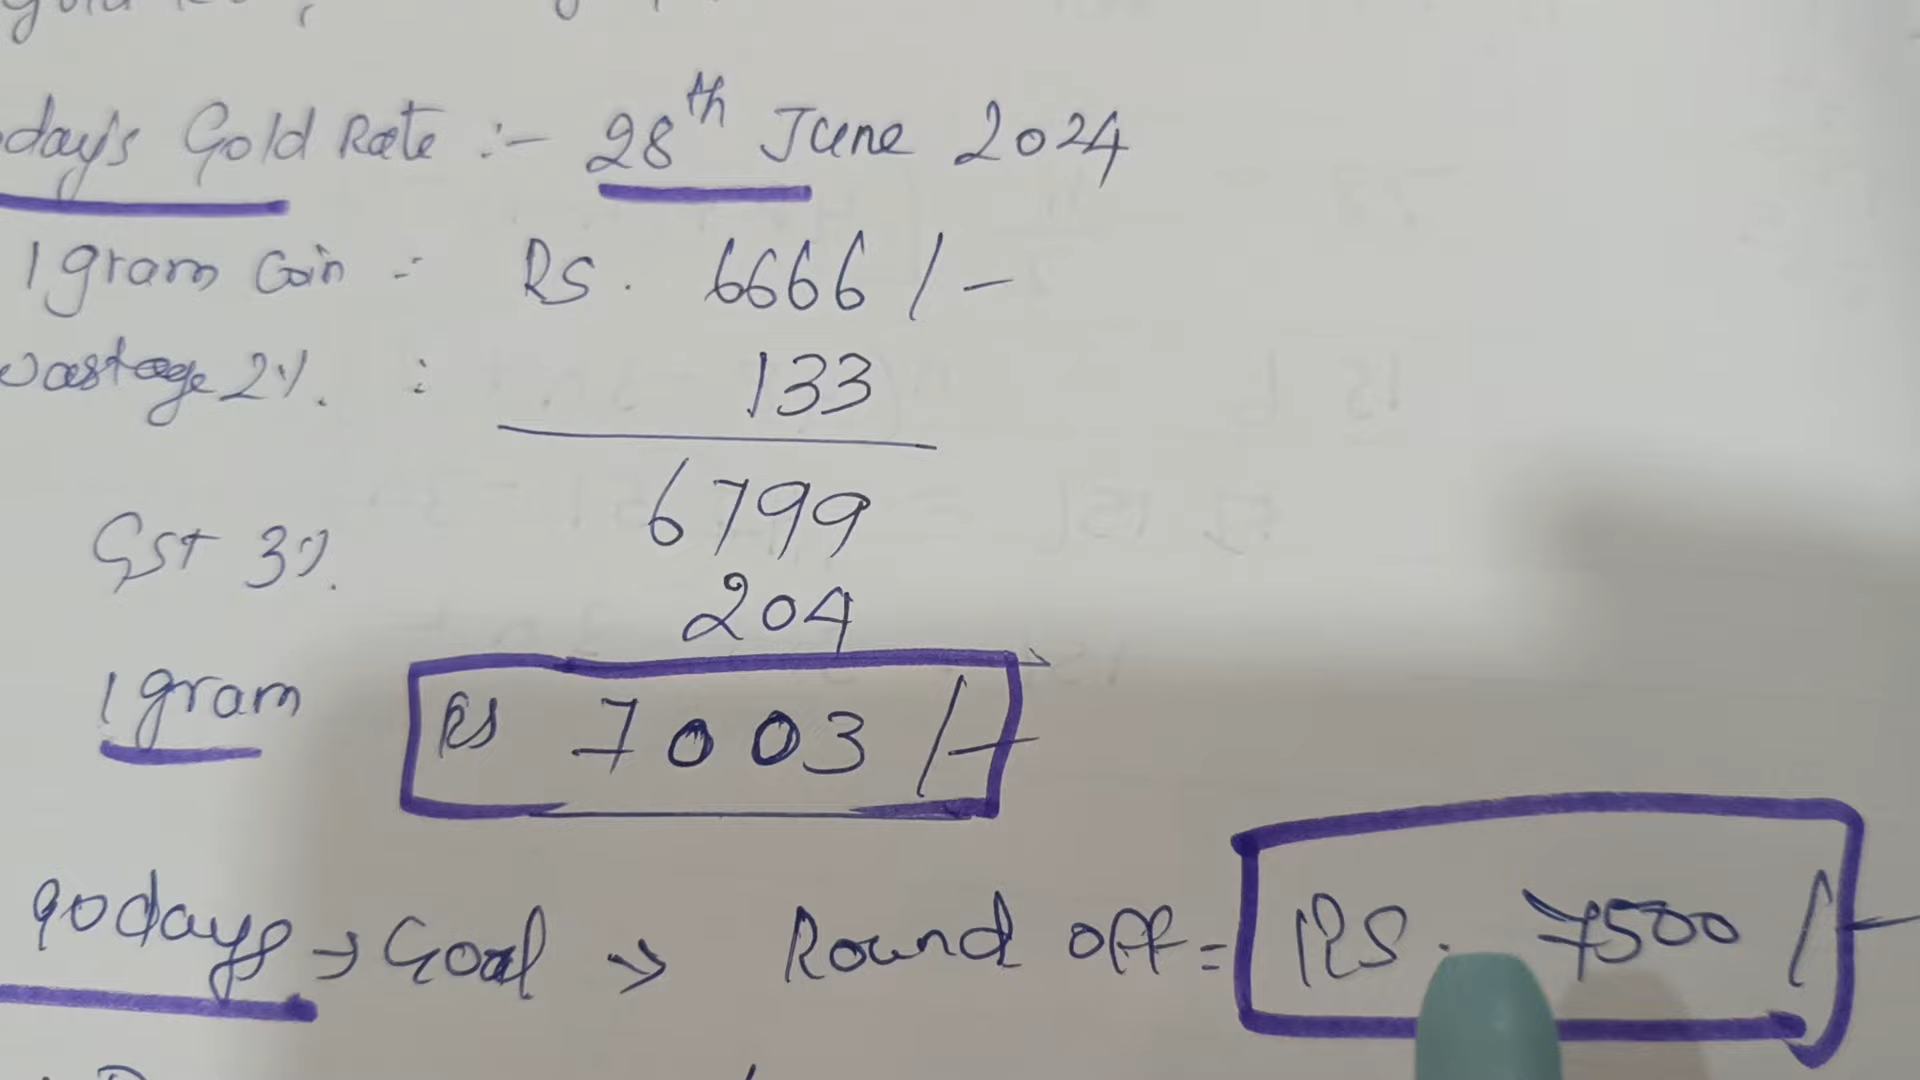 day's Gold Rate :- 28th June 2024
1 gram Coin :- RS. 6666/-
wastage 2%. : 133
6799
Gst 3%. 204
1 gram RS 7003/-
90 days → Goal → Round off = RS. 7500/-